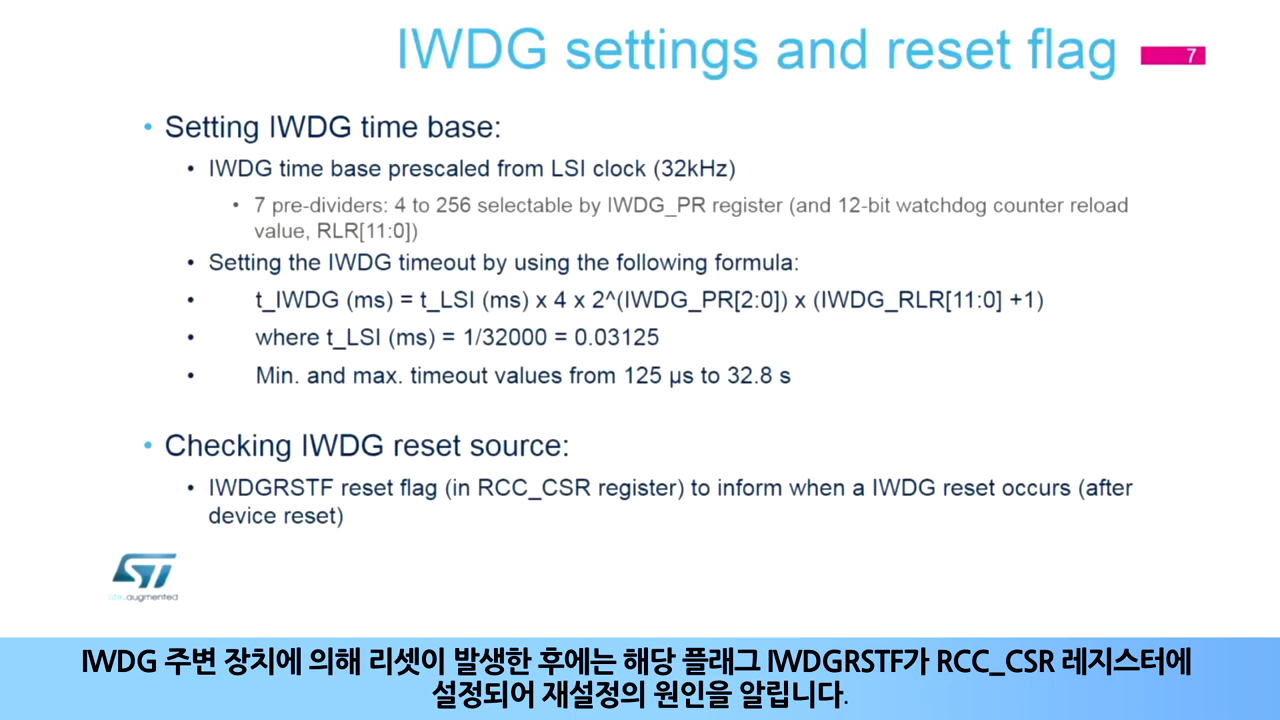 IWDG settings and reset flag
7
• Setting IWDG time base:
• IWDG time base prescaled from LSI clock (32kHz)
• 7 pre-dividers: 4 to 256 selectable by IWDG_PR register (and 12-bit watchdog counter reload
value, RLR[11:0])
• Setting the IWDG timeout by using the following formula:
• t_IWDG (ms) = t_LSI (ms) x 4 x 2^(IWDG_PR[2:0]) x (IWDG_RLR[11:0] +1)
• where t_LSI (ms) = 1/32000 = 0.03125
• Min. and max. timeout values from 125 µs to 32.8 s
• Checking IWDG reset source:
• IWDGRSTF reset flag (in RCC_CSR register) to inform when a IWDG reset occurs (after
device reset)
ST
life.augmented
IWDG 주변 장치에 의해 리셋이 발생한 후에는 해당 플래그 IWDGRSTF가 RCC_CSR 레지스터에
설정되어 재설정의 원인을 알립니다.